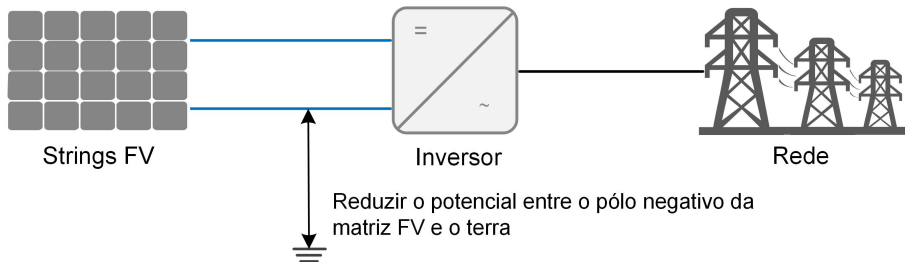 Strings FV
Inversor
Rede
Reduzir o potencial entre o pólo negativo da
matriz FV e o terra